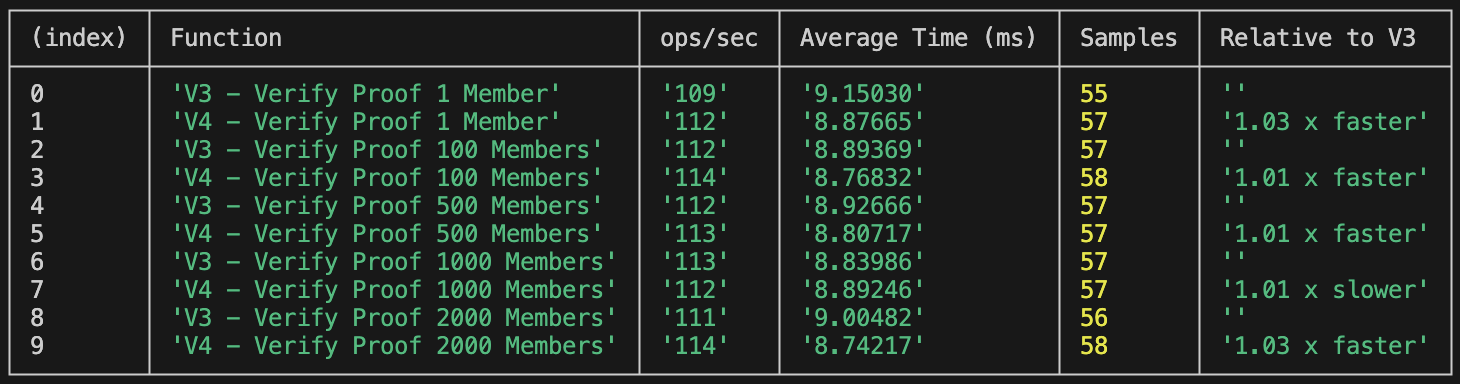 (index) Function ops/sec Average Time (ms) Samples Relative to V3
0 'V3 – Verify Proof 1 Member' '109' '9.15030' 55 ''
1 'V4 – Verify Proof 1 Member' '112' '8.87665' 57 '1.03 x faster'
2 'V3 – Verify Proof 100 Members' '112' '8.89369' 57 ''
3 'V4 – Verify Proof 100 Members' '114' '8.76832' 58 '1.01 x faster'
4 'V3 – Verify Proof 500 Members' '112' '8.92666' 57 ''
5 'V4 – Verify Proof 500 Members' '113' '8.80717' 57 '1.01 x faster'
6 'V3 – Verify Proof 1000 Members' '113' '8.83986' 57 ''
7 'V4 – Verify Proof 1000 Members' '112' '8.89246' 57 '1.01 x slower'
8 'V3 – Verify Proof 2000 Members' '111' '9.00482' 56 ''
9 'V4 – Verify Proof 2000 Members' '114' '8.74217' 58 '1.03 x faster'